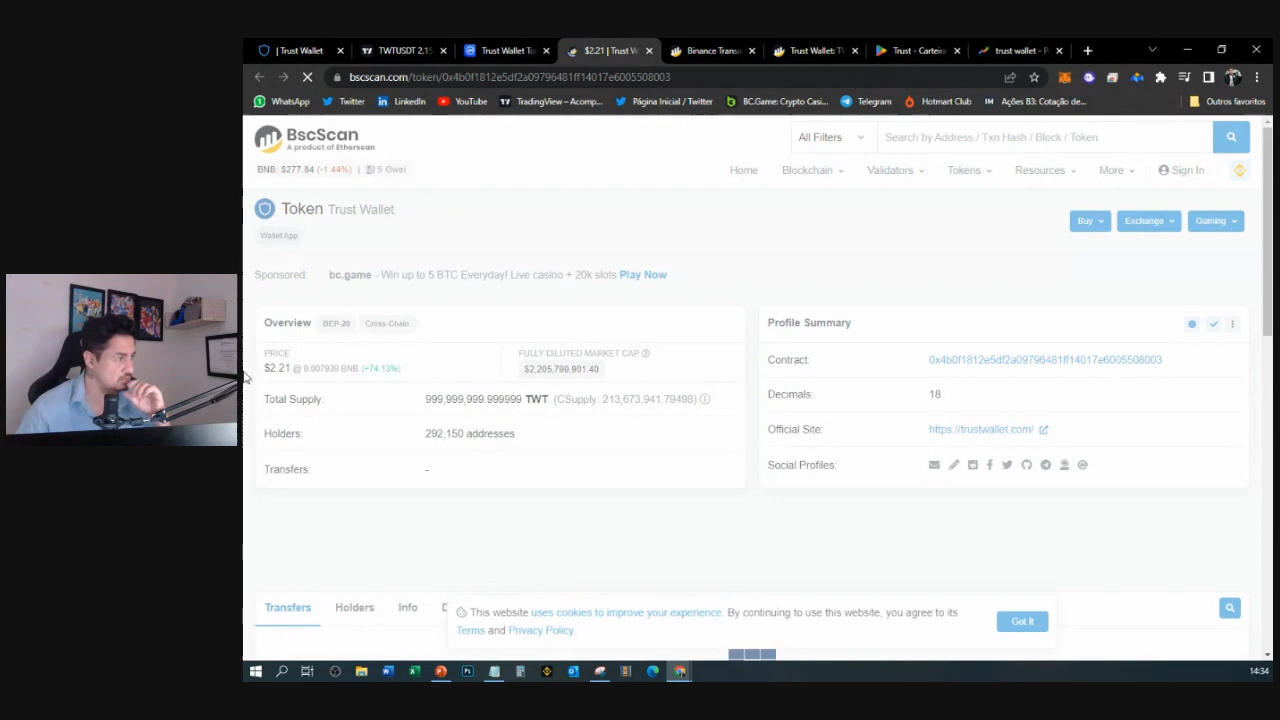 | Trust Wallet
TWTUSDT 2.15
Trust Wallet To
$2.21 | Trust W
Binance Transa
Trust Wallet: TV
Trust - Carteira
trust wallet - P
bscscan.com/token/0x4b0f1812e5df2a09796481ff14017e6005508003
WhatsApp
Twitter
LinkedIn
YouTube
TradingView – Acomp...
Página Inicial / Twitter
BC.Game: Crypto Casi...
Telegram
Hotmart Club
IM Ações B3: Cotação de...
Outros favoritos
BscScan
A product of Etherscan
All Filters
Search by Address / Txn Hash / Block / Token
BNB: $277.84 (-1.44%) | 5 Gwei
Home
Blockchain
Validators
Tokens
Resources
More
Sign In
Token Trust Wallet
Buy
Exchange
Gaming
Wallet App
Sponsored: bc.game - Win up to 5 BTC Everyday! Live casino + 20k slots Play Now
Overview BEP-20 Cross-Chain
Profile Summary
PRICE
$2.21 @ 0.007939 BNB (+74.13%)
FULLY DILUTED MARKET CAP
$2,205,790,901.40
Contract: 0x4b0f1812e5df2a09796481ff14017e6005508003
Total Supply: 999,999,999.999999 TWT (CSupply: 213,673,941.79498)
Decimals: 18
Holders: 292,150 addresses
Official Site: https://trustwallet.com/
Transfers: -
Social Profiles:
Transfers
Holders
Info
This website uses cookies to improve your experience. By continuing to use this website, you agree to its
Terms and Privacy Policy.
Got It
14:34